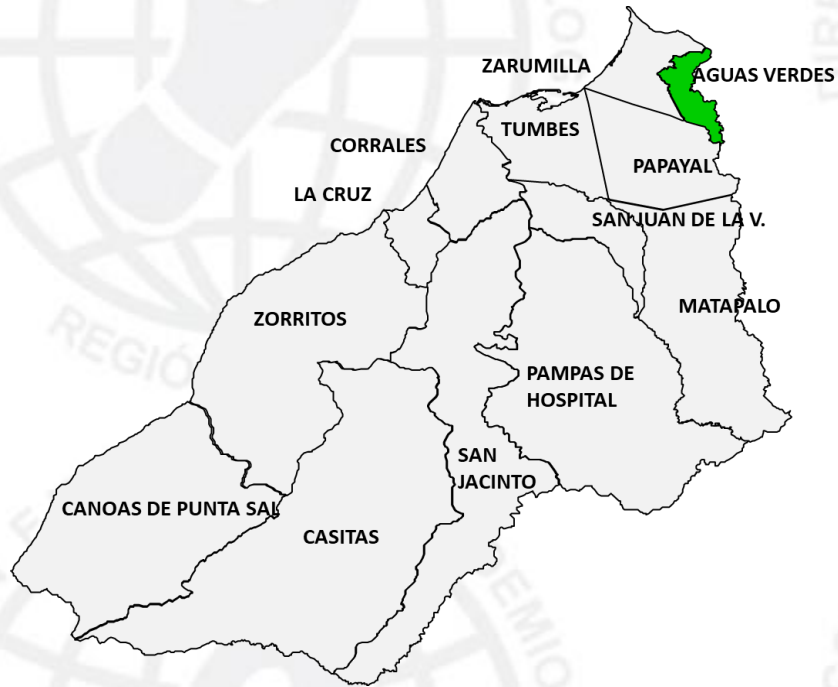 ZARUMILLA
AGUAS VERDES
TUMBES
CORRALES
PAPAYAL
LA CRUZ
SAN JUAN DE LA V.
MATAPALO
ZORRITOS
PAMPAS DE
HOSPITAL
SAN
JACINTO
CANOAS DE PUNTA SAL
CASITAS
REGIÓ